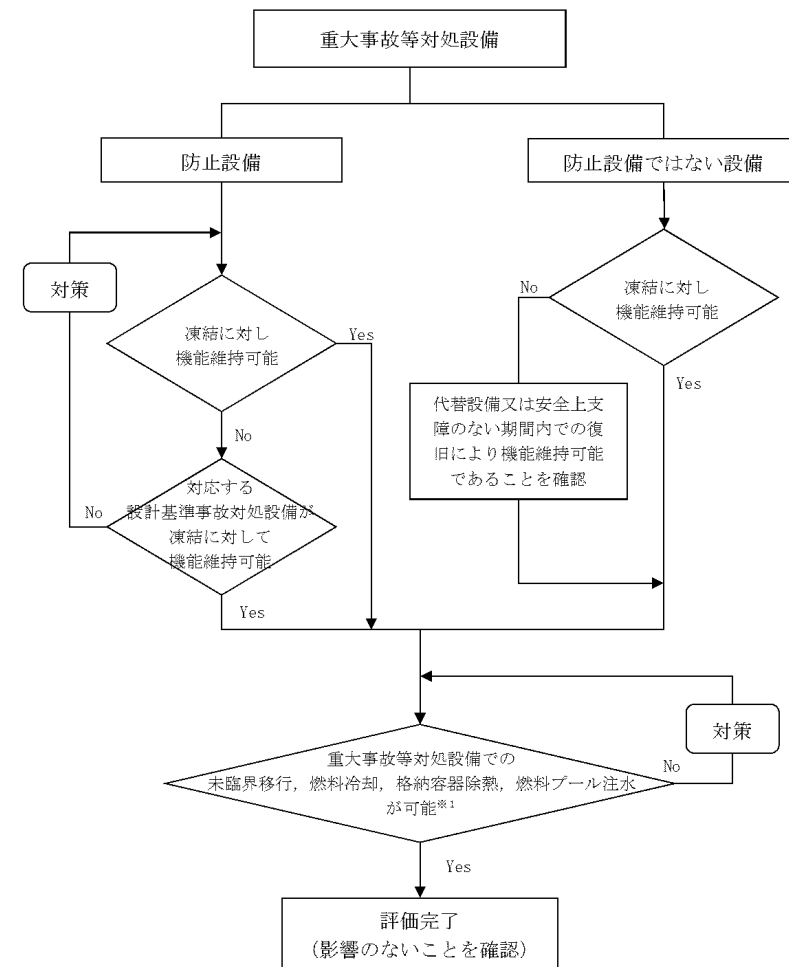 重大事故等対処設備
防止設備
防止設備ではない設備
対策
凍結に対し
機能維持可能
Yes
No
凍結に対し
機能維持可能
No
Yes
代替設備又は安全上支
障のない期間内での復
旧により機能維持可能
であることを確認
対応する
設計基準事故対処設備が
凍結に対して
機能維持可能
No
Yes
対策
重大事故等対処設備での
未臨界移行，燃料冷却，格納容器除熱，燃料プール注水
が可能※1
No
Yes
評価完了
（影響のないことを確認）